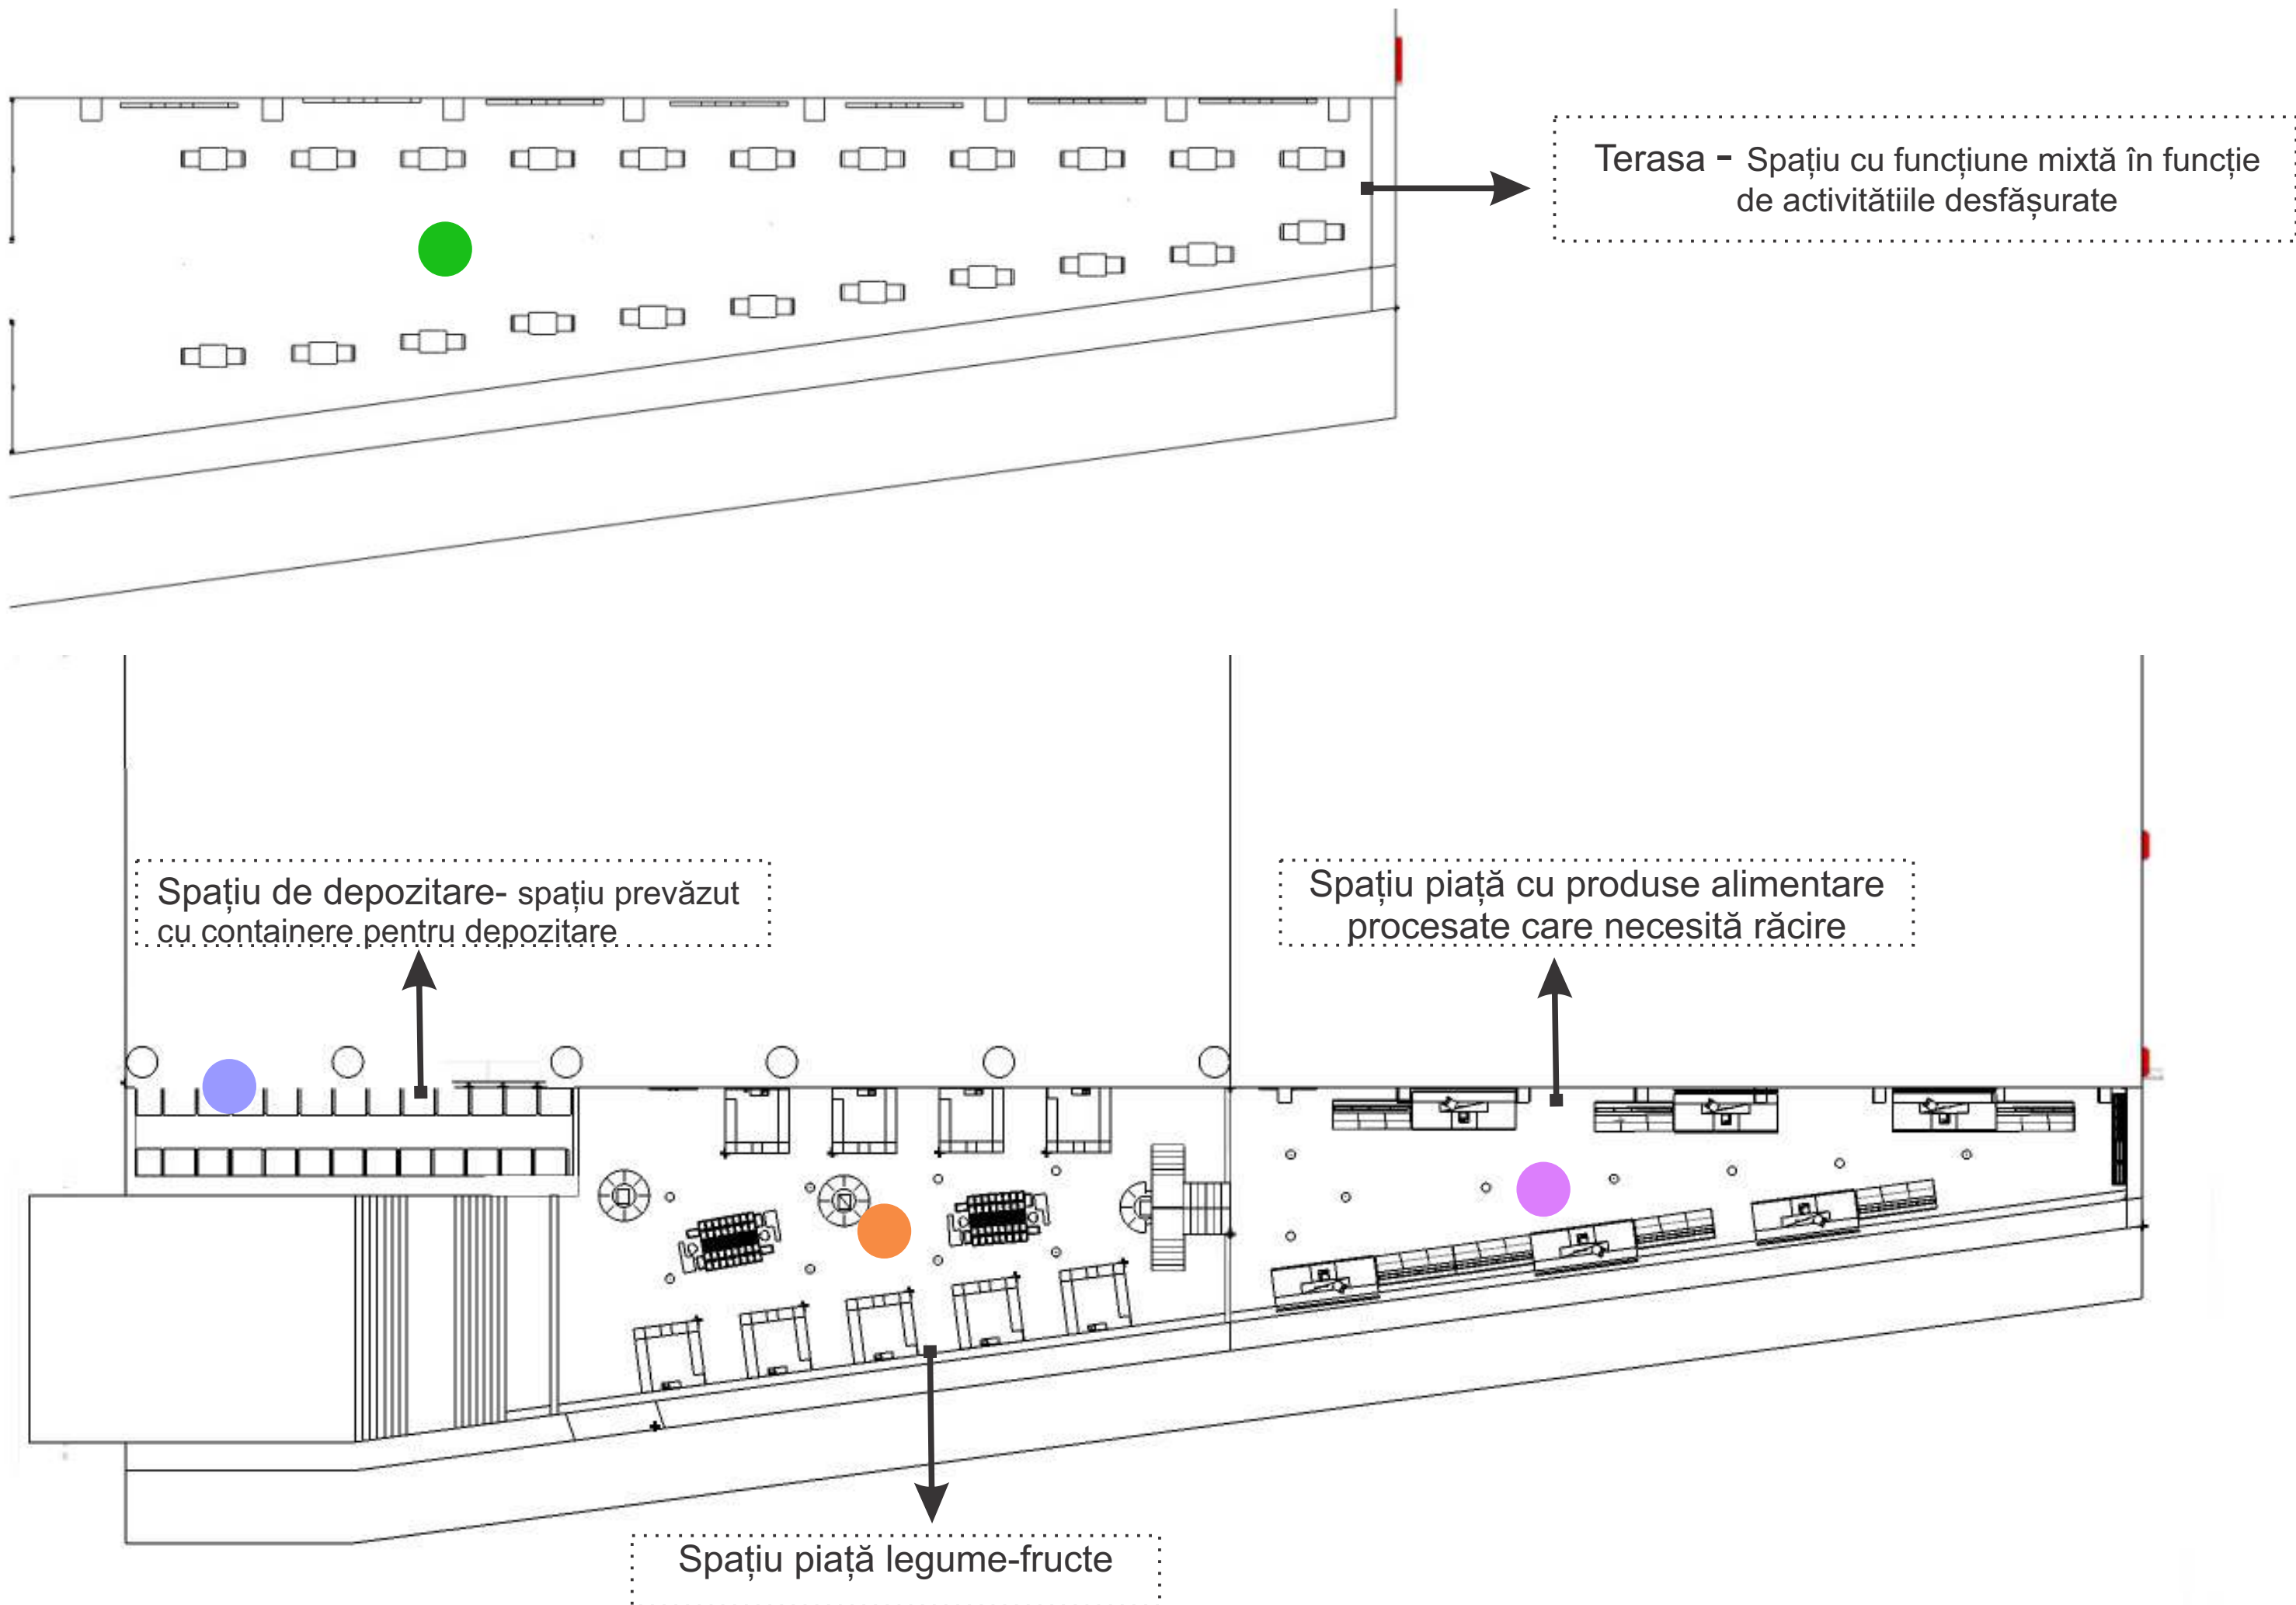 Terasa - Spațiu cu funcțiune mixtă în funcție
de activitătiile desfășurate
Spațiu de depozitare- spațiu prevăzut
cu containere pentru depozitare
Spațiu piață cu produse alimentare
procesate care necesită răcire
Spațiu piață legume-fructe